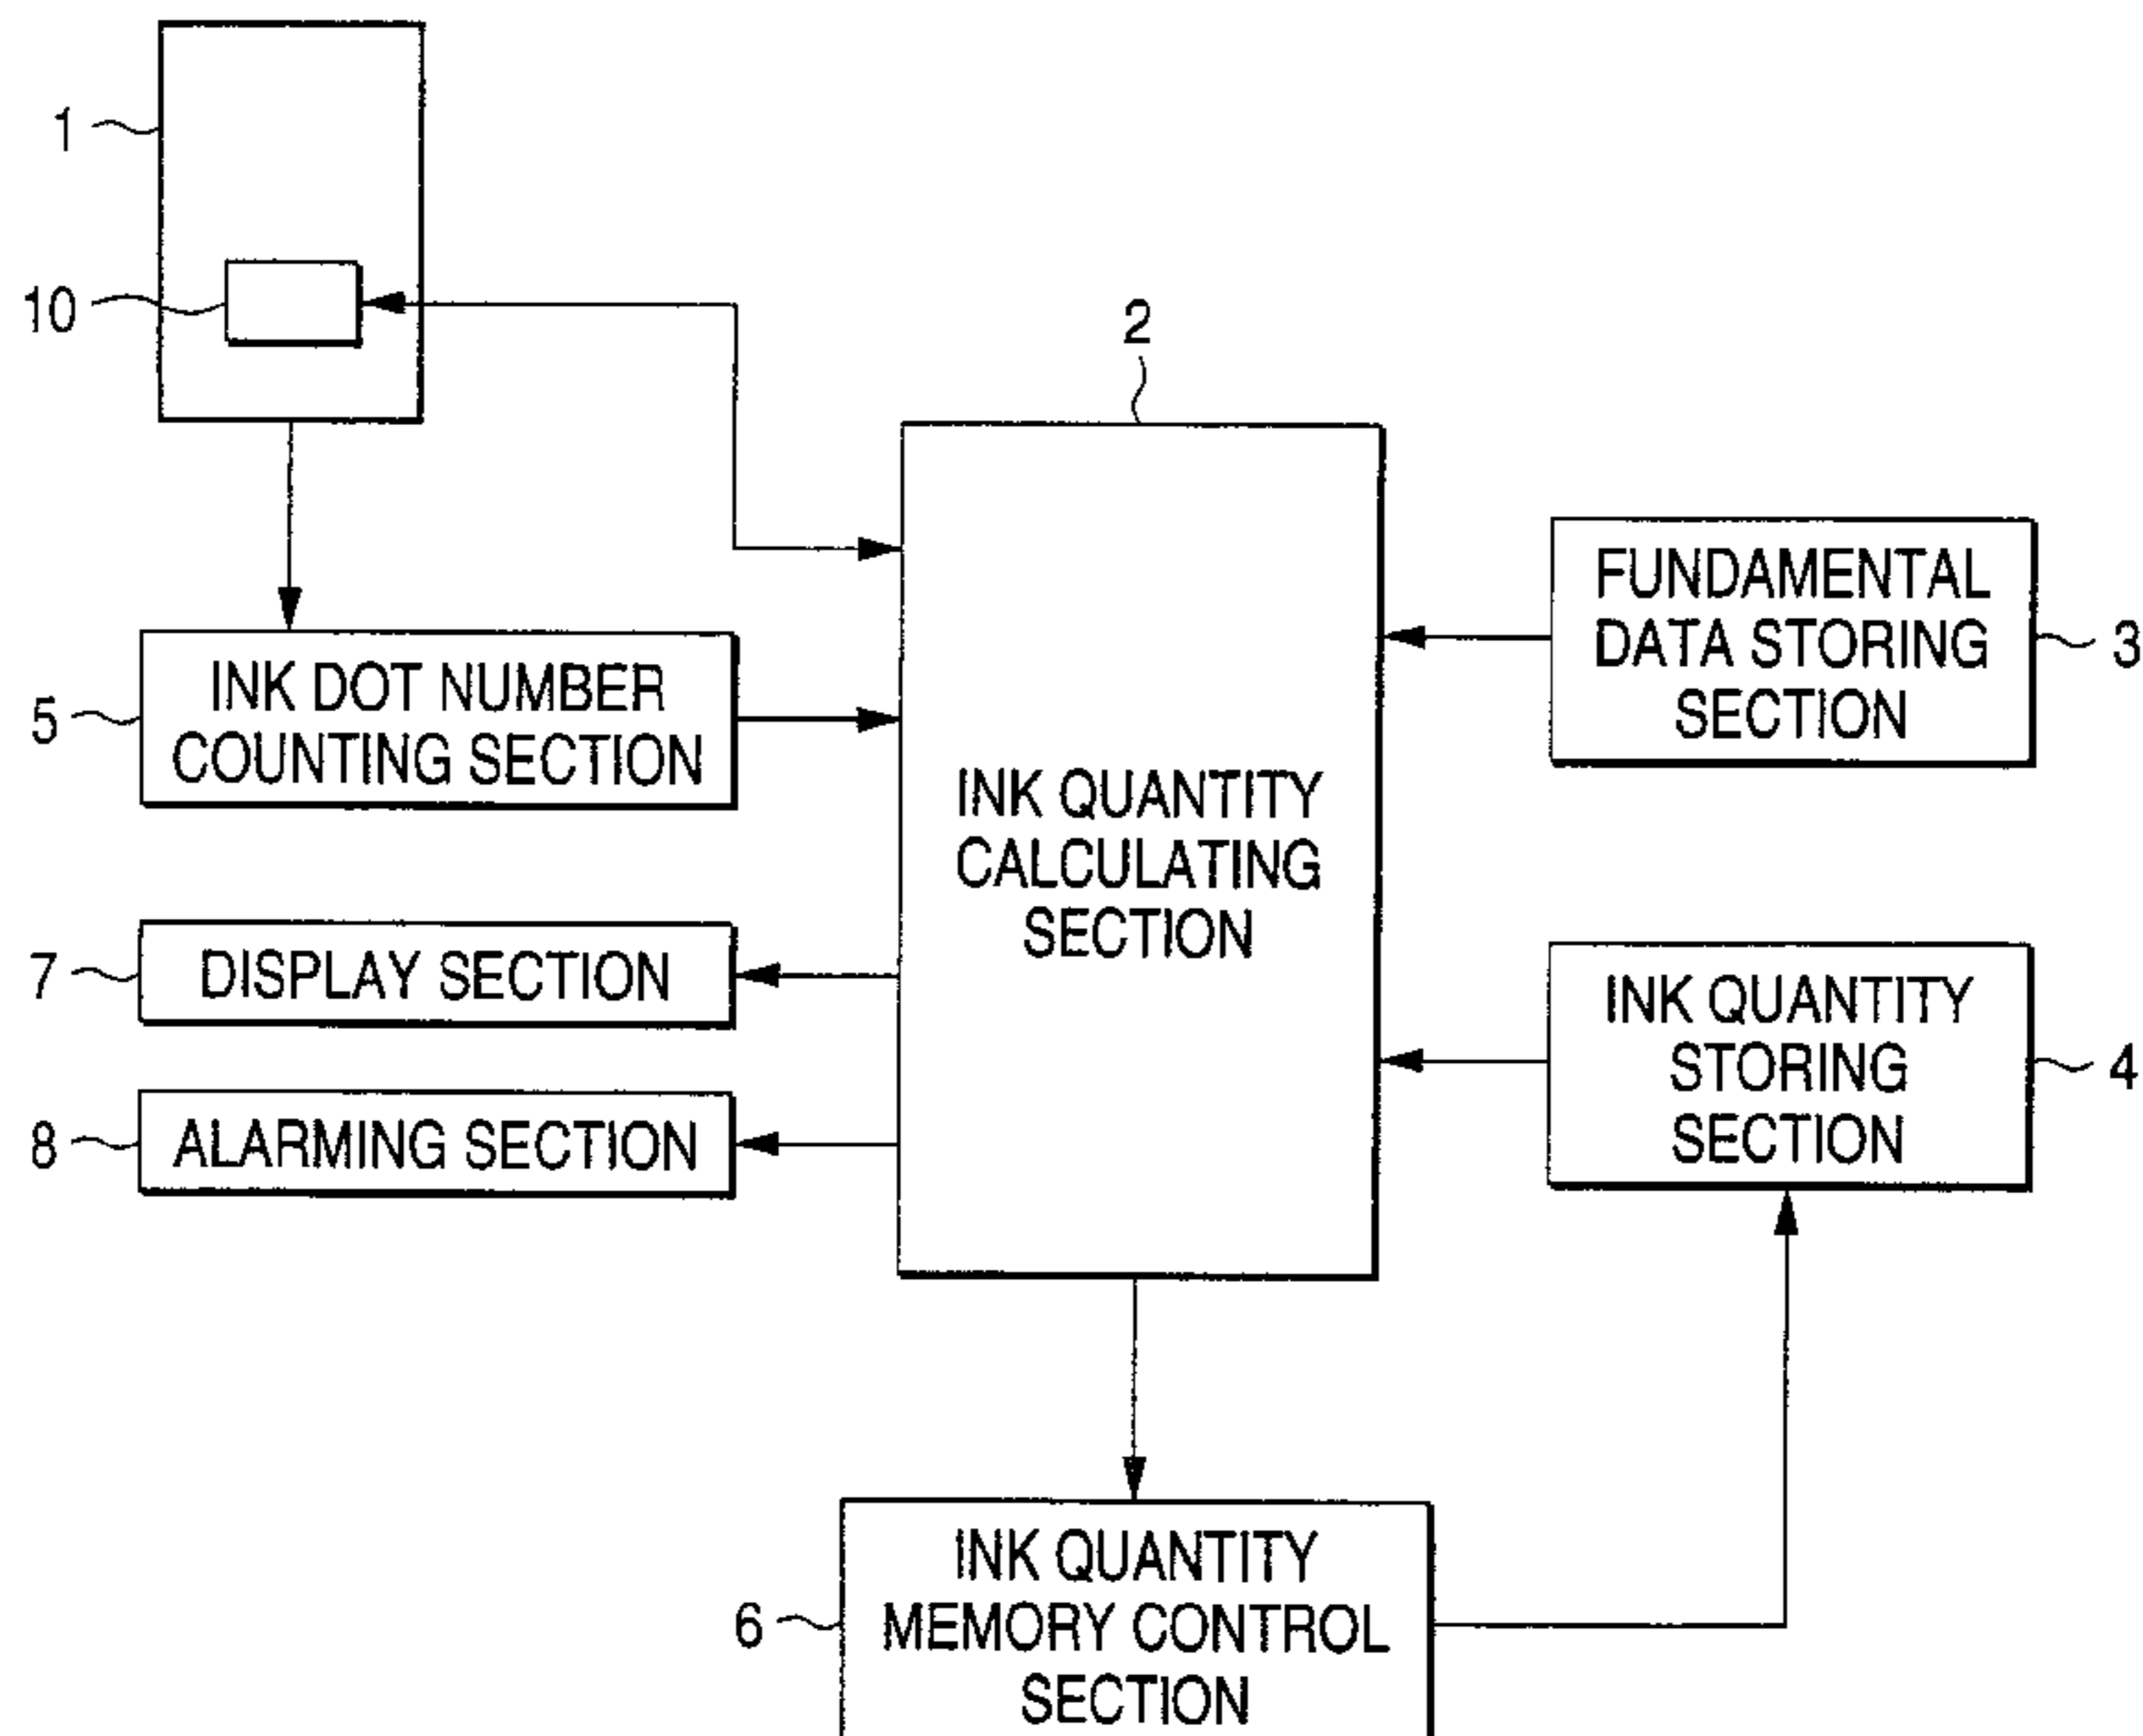 1
10
2
FUNDAMENTAL
DATA STORING
SECTION
3
5
INK DOT NUMBER
COUNTING SECTION
INK QUANTITY
CALCULATING
SECTION
7
DISPLAY SECTION
INK QUANTITY
STORING
SECTION
4
8
ALARMING SECTION
6
INK QUANTITY
MEMORY CONTROL
SECTION